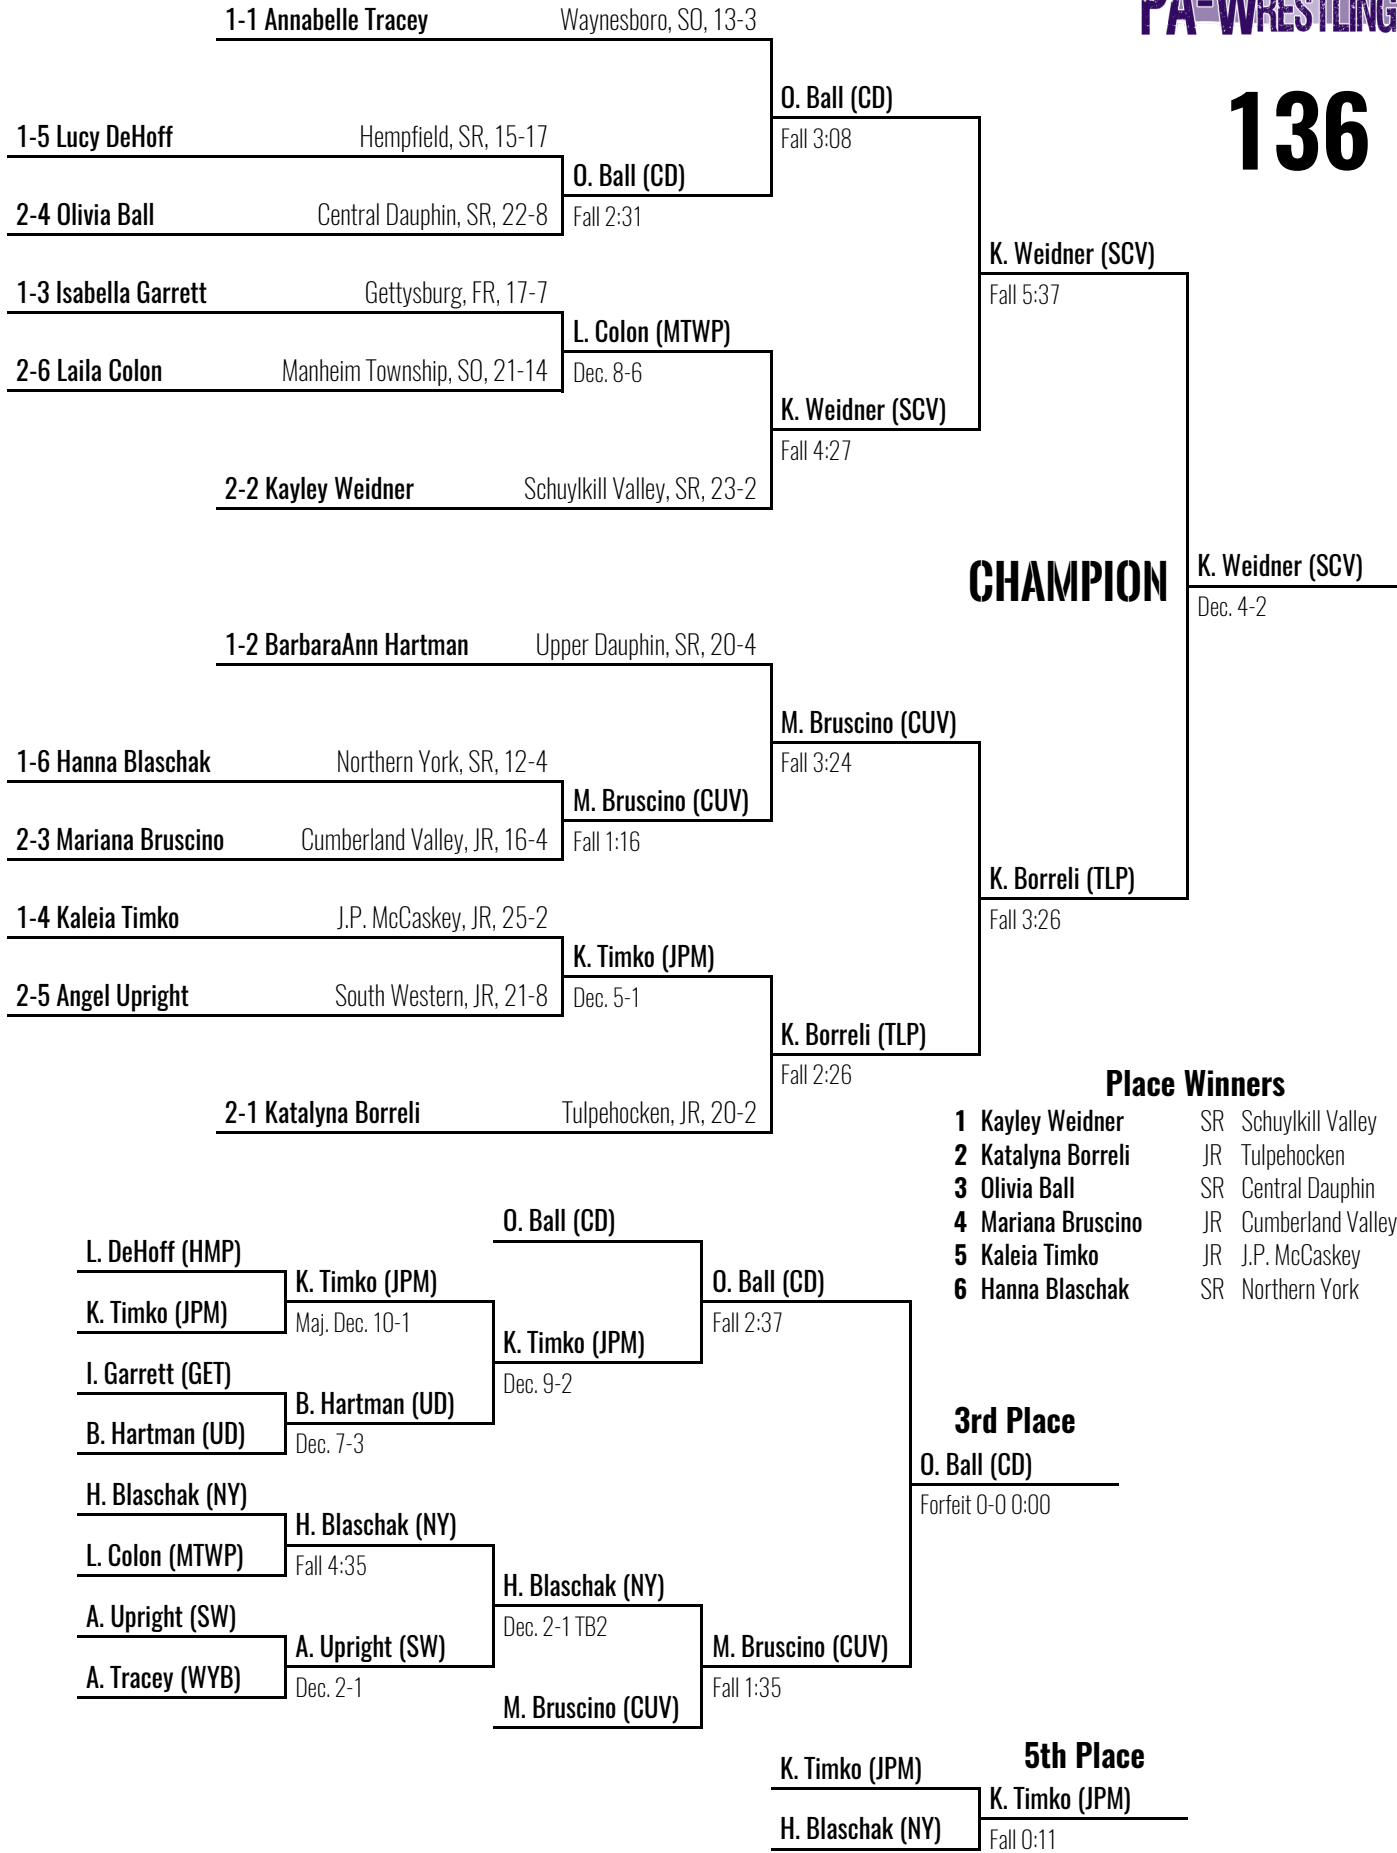 PA-WRESTLING
136
1-1 Annabelle Tracey Waynesboro, SO, 13-3
O. Ball (CD)
Fall 3:08
1-5 Lucy DeHoff Hempfield, SR, 15-17
O. Ball (CD)
2-4 Olivia Ball Central Dauphin, SR, 22-8
Fall 2:31
K. Weidner (SCV)
Fall 5:37
1-3 Isabella Garrett Gettysburg, FR, 17-7
L. Colon (MTWP)
2-6 Laila Colon Manheim Township, SO, 21-14
Dec. 8-6
K. Weidner (SCV)
Fall 4:27
2-2 Kayley Weidner Schuylkill Valley, SR, 23-2
CHAMPION
K. Weidner (SCV)
Dec. 4-2
1-2 BarbaraAnn Hartman Upper Dauphin, SR, 20-4
M. Bruscino (CUV)
Fall 3:24
1-6 Hanna Blaschak Northern York, SR, 12-4
M. Bruscino (CUV)
2-3 Mariana Bruscino Cumberland Valley, JR, 16-4
Fall 1:16
K. Borreli (TLP)
Fall 3:26
1-4 Kaleia Timko J.P. McCaskey, JR, 25-2
K. Timko (JPM)
2-5 Angel Upright South Western, JR, 21-8
Dec. 5-1
K. Borreli (TLP)
Fall 2:26
2-1 Katalyna Borreli Tulpehocken, JR, 20-2
Place Winners
1 Kayley Weidner SR Schuylkill Valley
2 Katalyna Borreli JR Tulpehocken
3 Olivia Ball SR Central Dauphin
4 Mariana Bruscino JR Cumberland Valley
5 Kaleia Timko JR J.P. McCaskey
6 Hanna Blaschak SR Northern York
O. Ball (CD)
L. DeHoff (HMP)
K. Timko (JPM)
O. Ball (CD)
K. Timko (JPM)
Maj. Dec. 10-1
Fall 2:37
K. Timko (JPM)
I. Garrett (GET)
Dec. 9-2
B. Hartman (UD)
B. Hartman (UD)
Dec. 7-3
3rd Place
O. Ball (CD)
Forfeit 0-0 0:00
H. Blaschak (NY)
H. Blaschak (NY)
L. Colon (MTWP)
Fall 4:35
H. Blaschak (NY)
A. Upright (SW)
Dec. 2-1 TB2
A. Upright (SW)
M. Bruscino (CUV)
A. Tracey (WYB)
Dec. 2-1
Fall 1:35
M. Bruscino (CUV)
5th Place
K. Timko (JPM)
K. Timko (JPM)
H. Blaschak (NY)
Fall 0:11